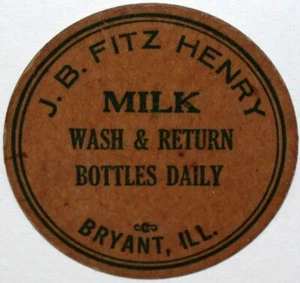 J. B. FITZ HENRY
MILK
WASH & RETURN
BOTTLES DAILY
BRYANT, ILL.